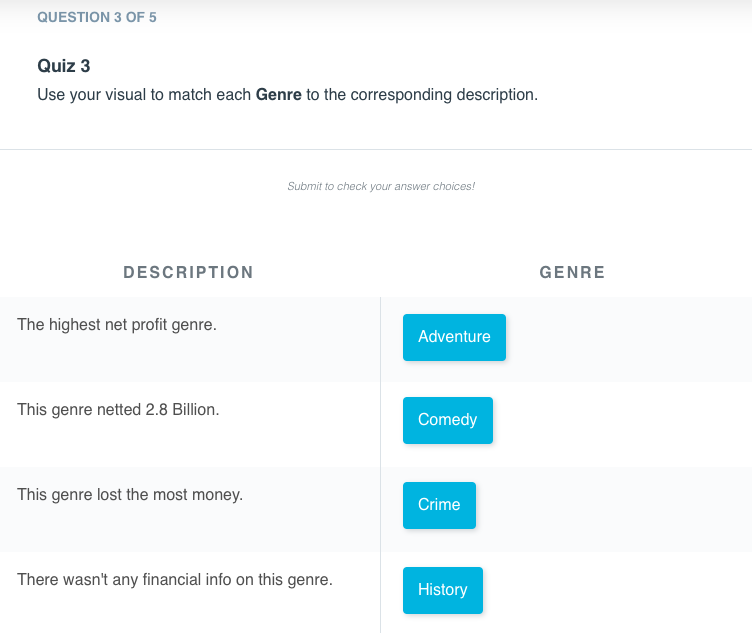 QUESTION 3 OF 5
Quiz 3
Use your visual to match each Genre to the corresponding description.
Submit to check your answer choices!
DESCRIPTION GENRE
The highest net profit genre. Adventure
This genre netted 2.8 Billion. Comedy
This genre lost the most money. Crime
There wasn't any financial info on this genre. History